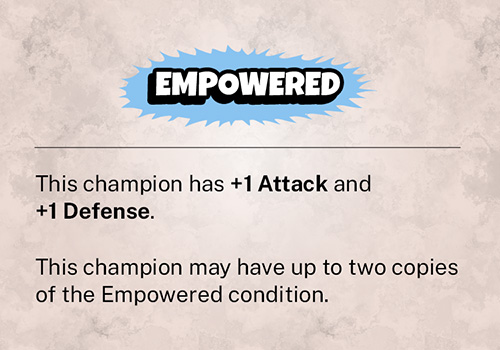 EMPOWERED
This champion has +1 Attack and
+1 Defense.
This champion may have up to two copies
of the Empowered condition.